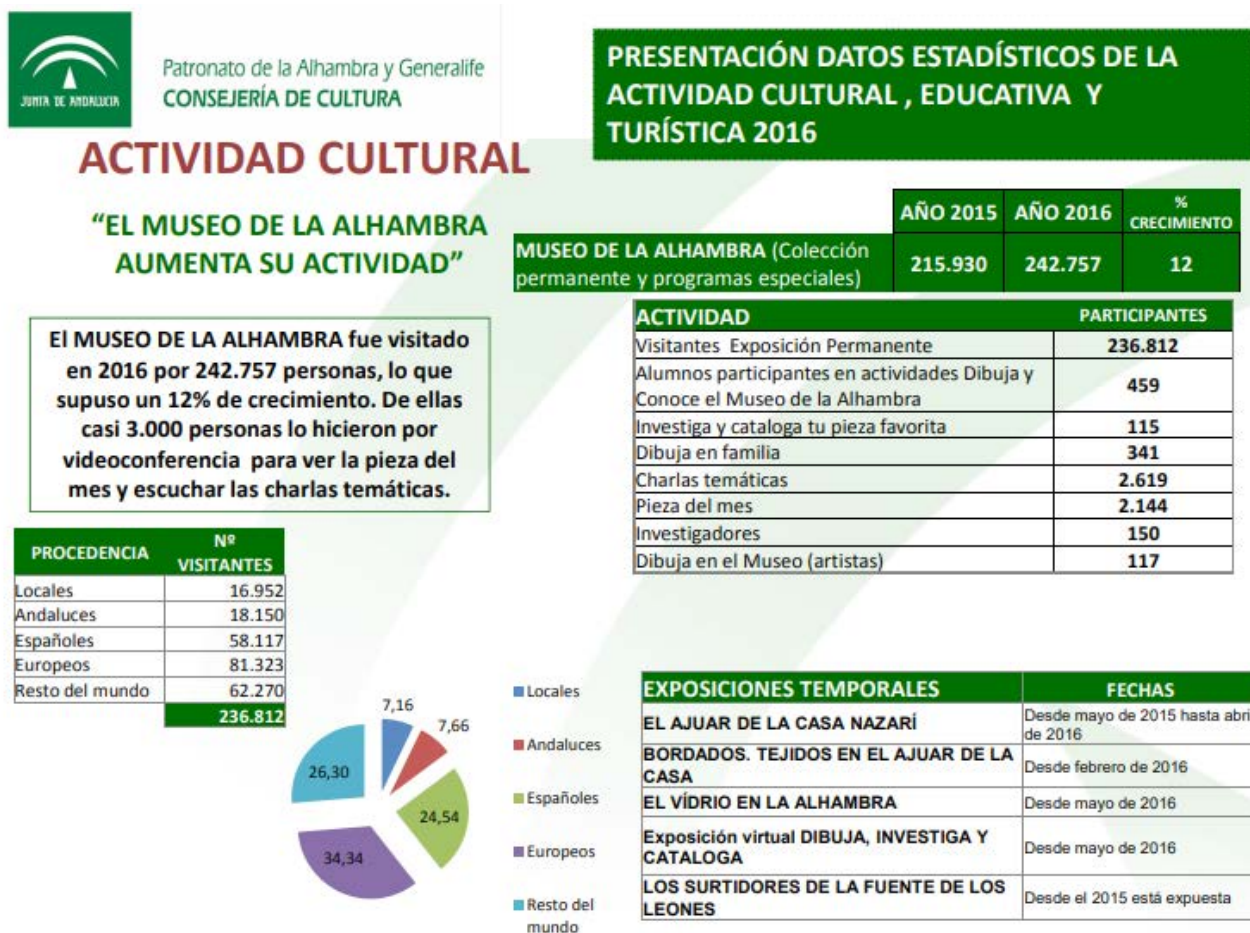 JUNTA DE ANDALUCIA
Patronato de la Alhambra y Generalife
CONSEJERÍA DE CULTURA
PRESENTACIÓN DATOS ESTADÍSTICOS DE LA
ACTIVIDAD CULTURAL , EDUCATIVA Y
TURÍSTICA 2016
ACTIVIDAD CULTURAL
“EL MUSEO DE LA ALHAMBRA
AUMENTA SU ACTIVIDAD”
AÑO 2015 AÑO 2016 %
CRECIMIENTO
MUSEO DE LA ALHAMBRA (Colección
permanente y programas especiales) 215.930 242.757 12
El MUSEO DE LA ALHAMBRA fue visitado
en 2016 por 242.757 personas, lo que
supuso un 12% de crecimiento. De ellas
casi 3.000 personas lo hicieron por
videoconferencia para ver la pieza del
mes y escuchar las charlas temáticas.
ACTIVIDAD PARTICIPANTES
Visitantes Exposición Permanente 236.812
Alumnos participantes en actividades Dibuja y
Conoce el Museo de la Alhambra 459
Investiga y cataloga tu pieza favorita 115
Dibuja en familia 341
Charlas temáticas 2.619
Pieza del mes 2.144
Investigadores 150
Dibuja en el Museo (artistas) 117
PROCEDENCIA Nº
VISITANTES
Locales 16.952
Andaluces 18.150
Españoles 58.117
Europeos 81.323
Resto del mundo 62.270
236.812
7,16
7,66
24,54
34,34
26,30
Locales
Andaluces
Españoles
Europeos
Resto del
mundo
EXPOSICIONES TEMPORALES FECHAS
EL AJUAR DE LA CASA NAZARÍ Desde mayo de 2015 hasta abri
de 2016
BORDADOS. TEJIDOS EN EL AJUAR DE LA
CASA Desde febrero de 2016
EL VÍDRIO EN LA ALHAMBRA Desde mayo de 2016
Exposición virtual DIBUJA, INVESTIGA Y
CATALOGA Desde mayo de 2016
LOS SURTIDORES DE LA FUENTE DE LOS
LEONES Desde el 2015 está expuesta